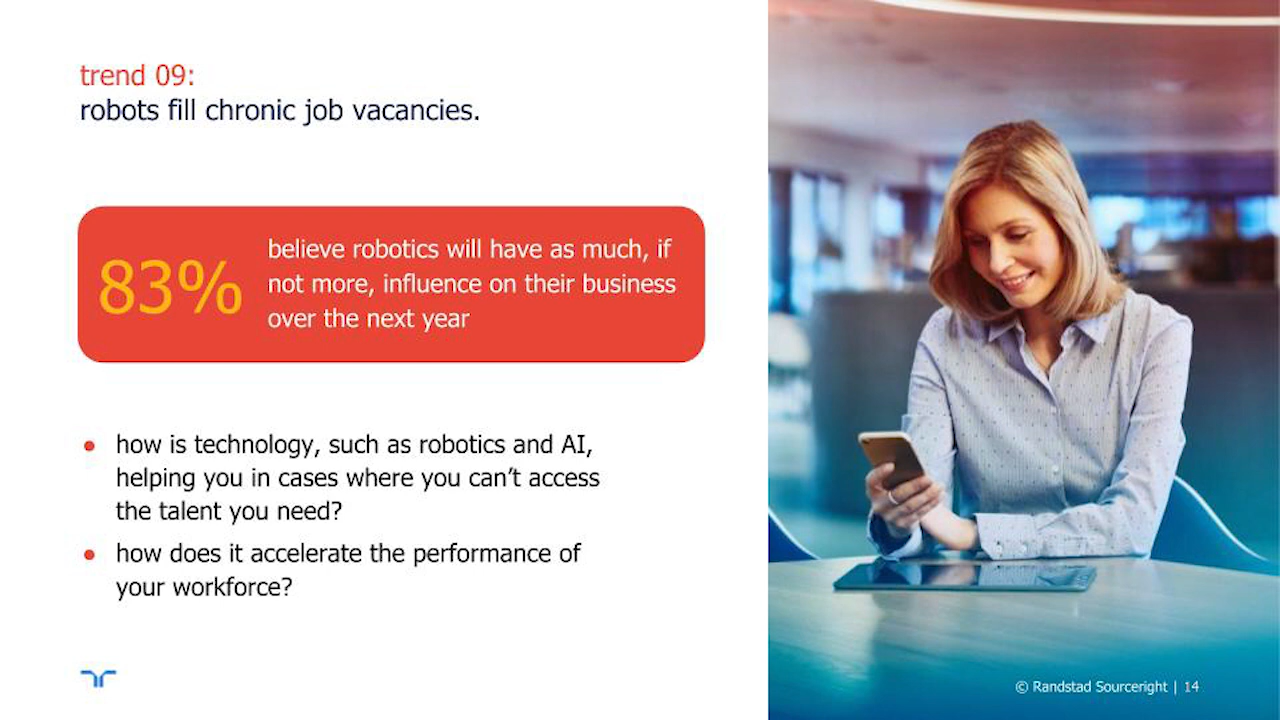 trend 09:
robots fill chronic job vacancies.
83%
believe robotics will have as much, if
not more, influence on their business
over the next year
• how is technology, such as robotics and AI,
helping you in cases where you can't access
the talent you need?
• how does it accelerate the performance of
your workforce?
© Randstad Sourceright | 14